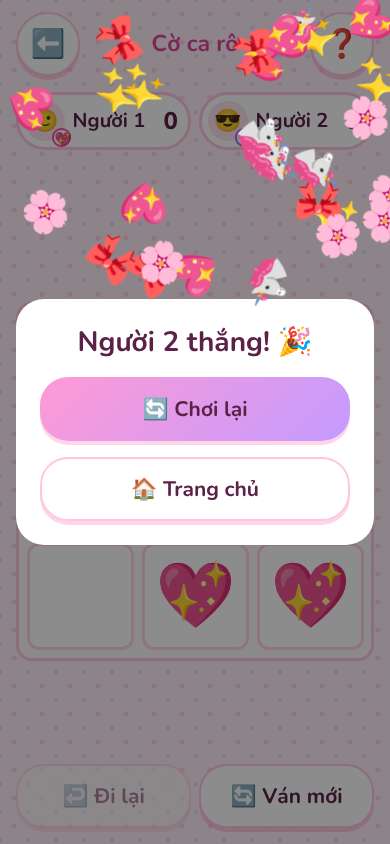 Cờ ca rô
Người 1 0 Người 2
Người 2 thắng!
Chơi lại
Trang chủ
Đi lại Ván mới